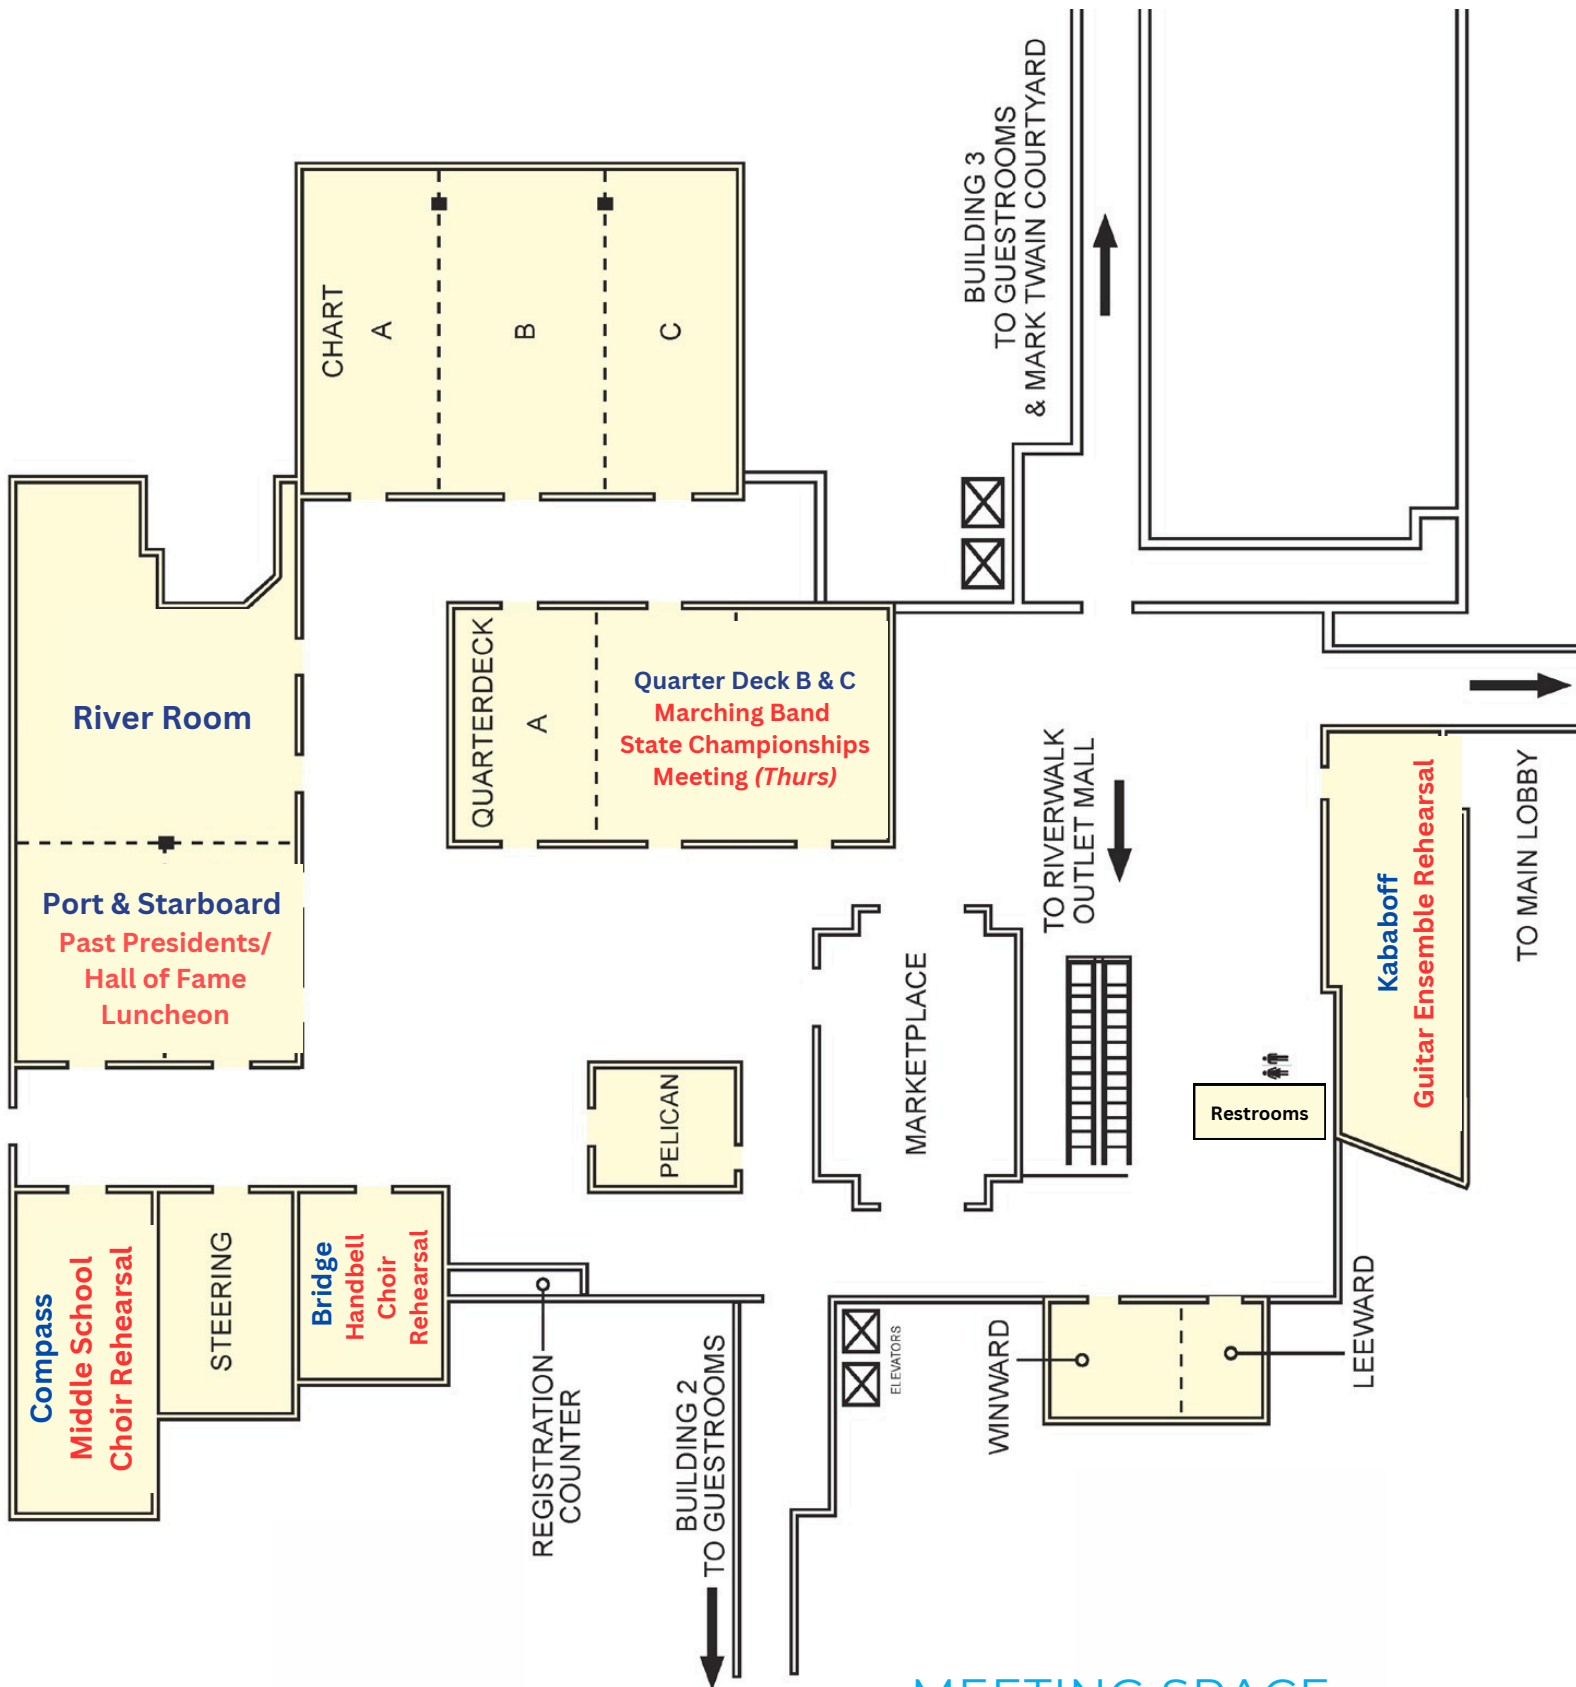 BUILDING 3
TO GUESTROOMS
& MARK TWAIN COURTYARD
CHART
A
B
C
River Room
QUARTERDECK
A
Quarter Deck B & C
Marching Band
State Championships
Meeting (Thurs)
TO RIVERWALK
OUTLET MALL
TO MAIN LOBBY
Kababoff
Guitar Ensemble Rehearsal
Port & Starboard
Past Presidents/
Hall of Fame
Luncheon
MARKETPLACE
PELICAN
Restrooms
Compass
Middle School
Choir Rehearsal
STEERING
Bridge
Handbell
Choir
Rehearsal
REGISTRATION
COUNTER
BUILDING 2
TO GUESTROOMS
ELEVATORS
WINWARD
LEEWARD
MEETING SPACE